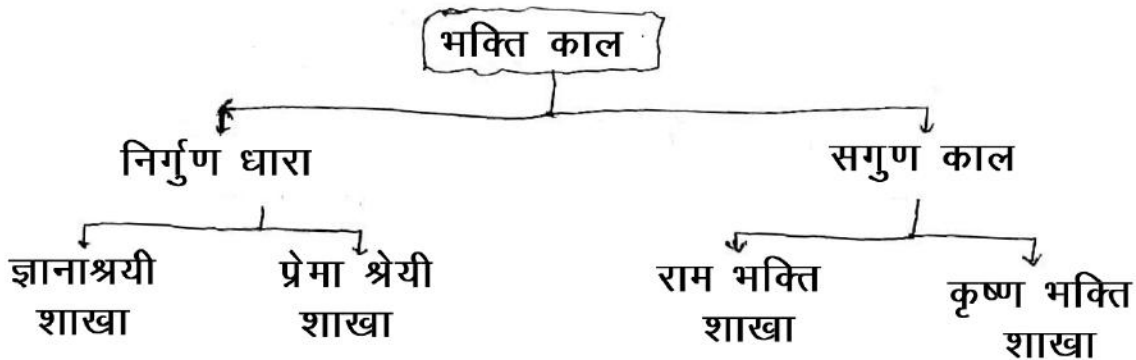 भक्ति काल
निर्गुण धारा
सगुण काल
ज्ञानाश्रयी
शाखा
प्रेमा श्रेयी
शाखा
राम भक्ति
शाखा
कृष्ण भक्ति
शाखा